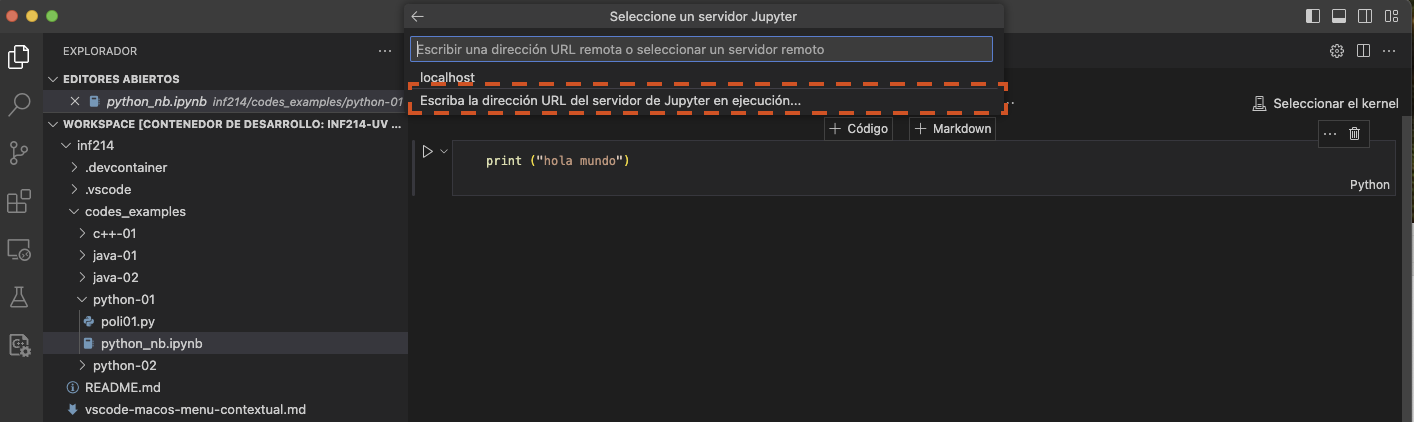 Seleccione un servidor Jupyter
Escribir una dirección URL remota o seleccionar un servidor remoto
localhost
Escriba la dirección URL del servidor de Jupyter en ejecución...
EXPLORADOR
EDITORES ABIERTOS
python_nb.ipynb inf214/codes_examples/python-01
WORKSPACE [CONTENEDOR DE DESARROLLO: INF214-UV ...
inf214
.devcontainer
.vscode
codes_examples
c++-01
java-01
java-02
python-01
poli01.py
python_nb.ipynb
python-02
README.md
vscode-macos-menu-contextual.md
Seleccionar el kernel
+ Código
+ Markdown
print ("hola mundo")
Python